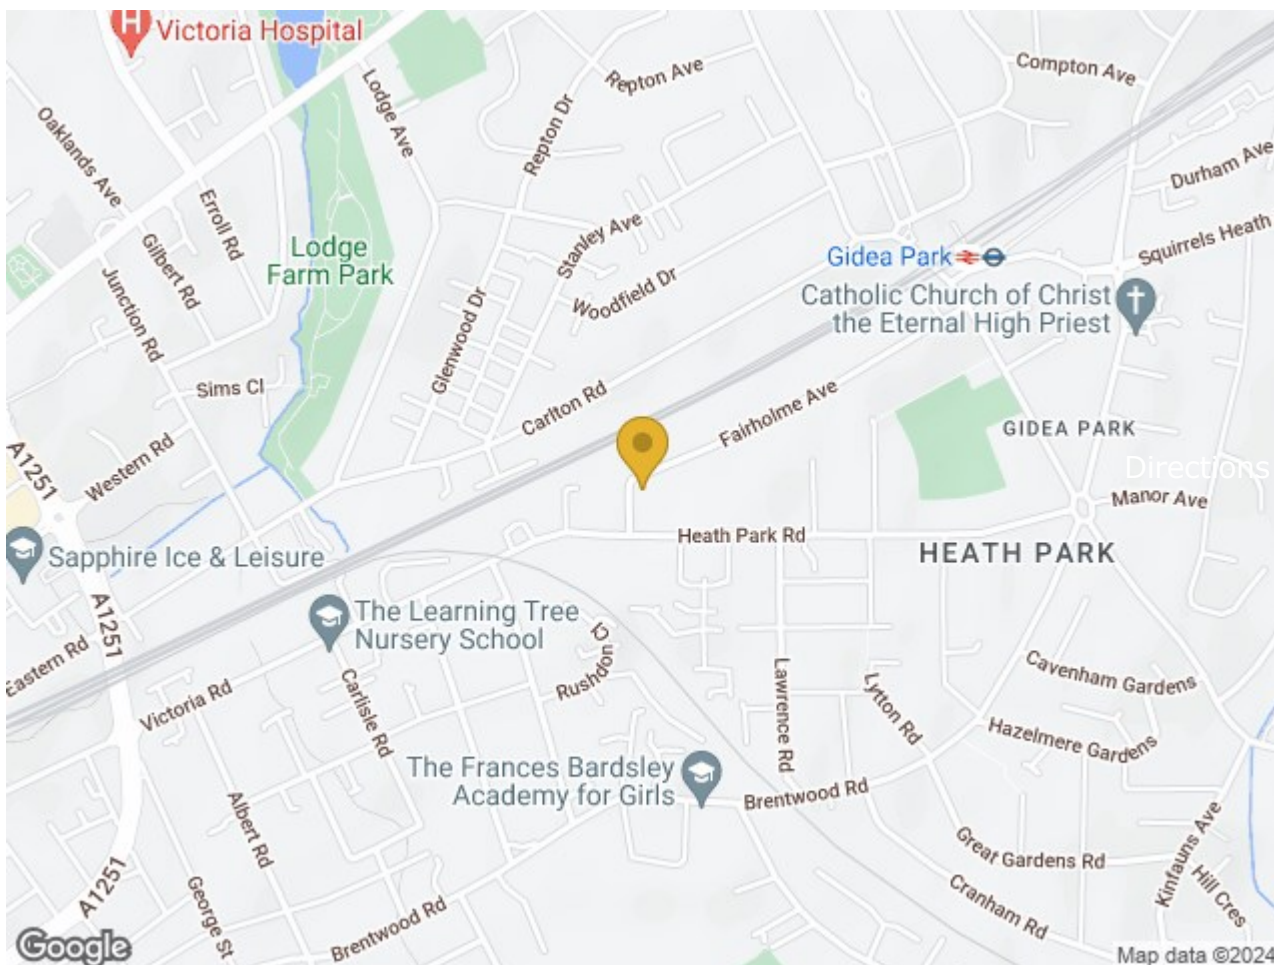 H
Victoria Hospital
Compton Ave
Repton Ave
Lodge Ave
Repton Dr
Oaklands Ave
Durham Ave
Erroll Rd
Stanley Ave
Squirrels Heath
Gilbert Rd
Lodge
Farm Park
Gidea Park
Junction Rd
Woodfield Dr
Catholic Church of Christ
the Eternal High Priest
Glenwood Dr
Sims Cl
Carlton Rd
Fairholme Ave
GIDEA PARK
A1251
Western Rd
Directions
Manor Ave
Heath Park Rd
HEATH PARK
Sapphire Ice & Leisure
A1251
The Learning Tree
Nursery School
Rushdon Cl
Eastern Rd
Victoria Rd
Carlisle Rd
Lawrence Rd
Lytton Rd
Cavenham Gardens
Hazelmere Gardens
The Frances Bardsley
Academy for Girls
Brentwood Rd
Albert Rd
Great Gardens Rd
Kinfauns Ave
Hill Cres
Cranham Rd
A1251
George St
Brentwood Rd
Google
Map data ©2024